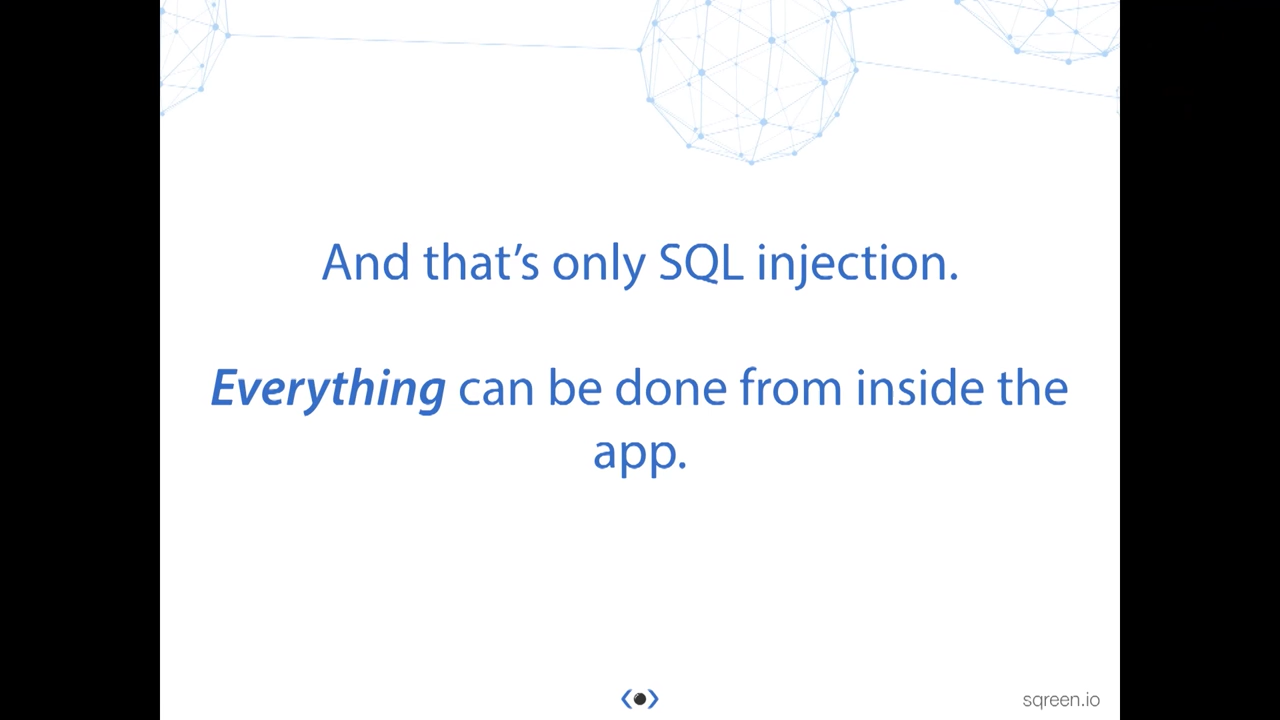 And that’s only SQL injection.
Everything can be done from inside the
app.
sqreen.io